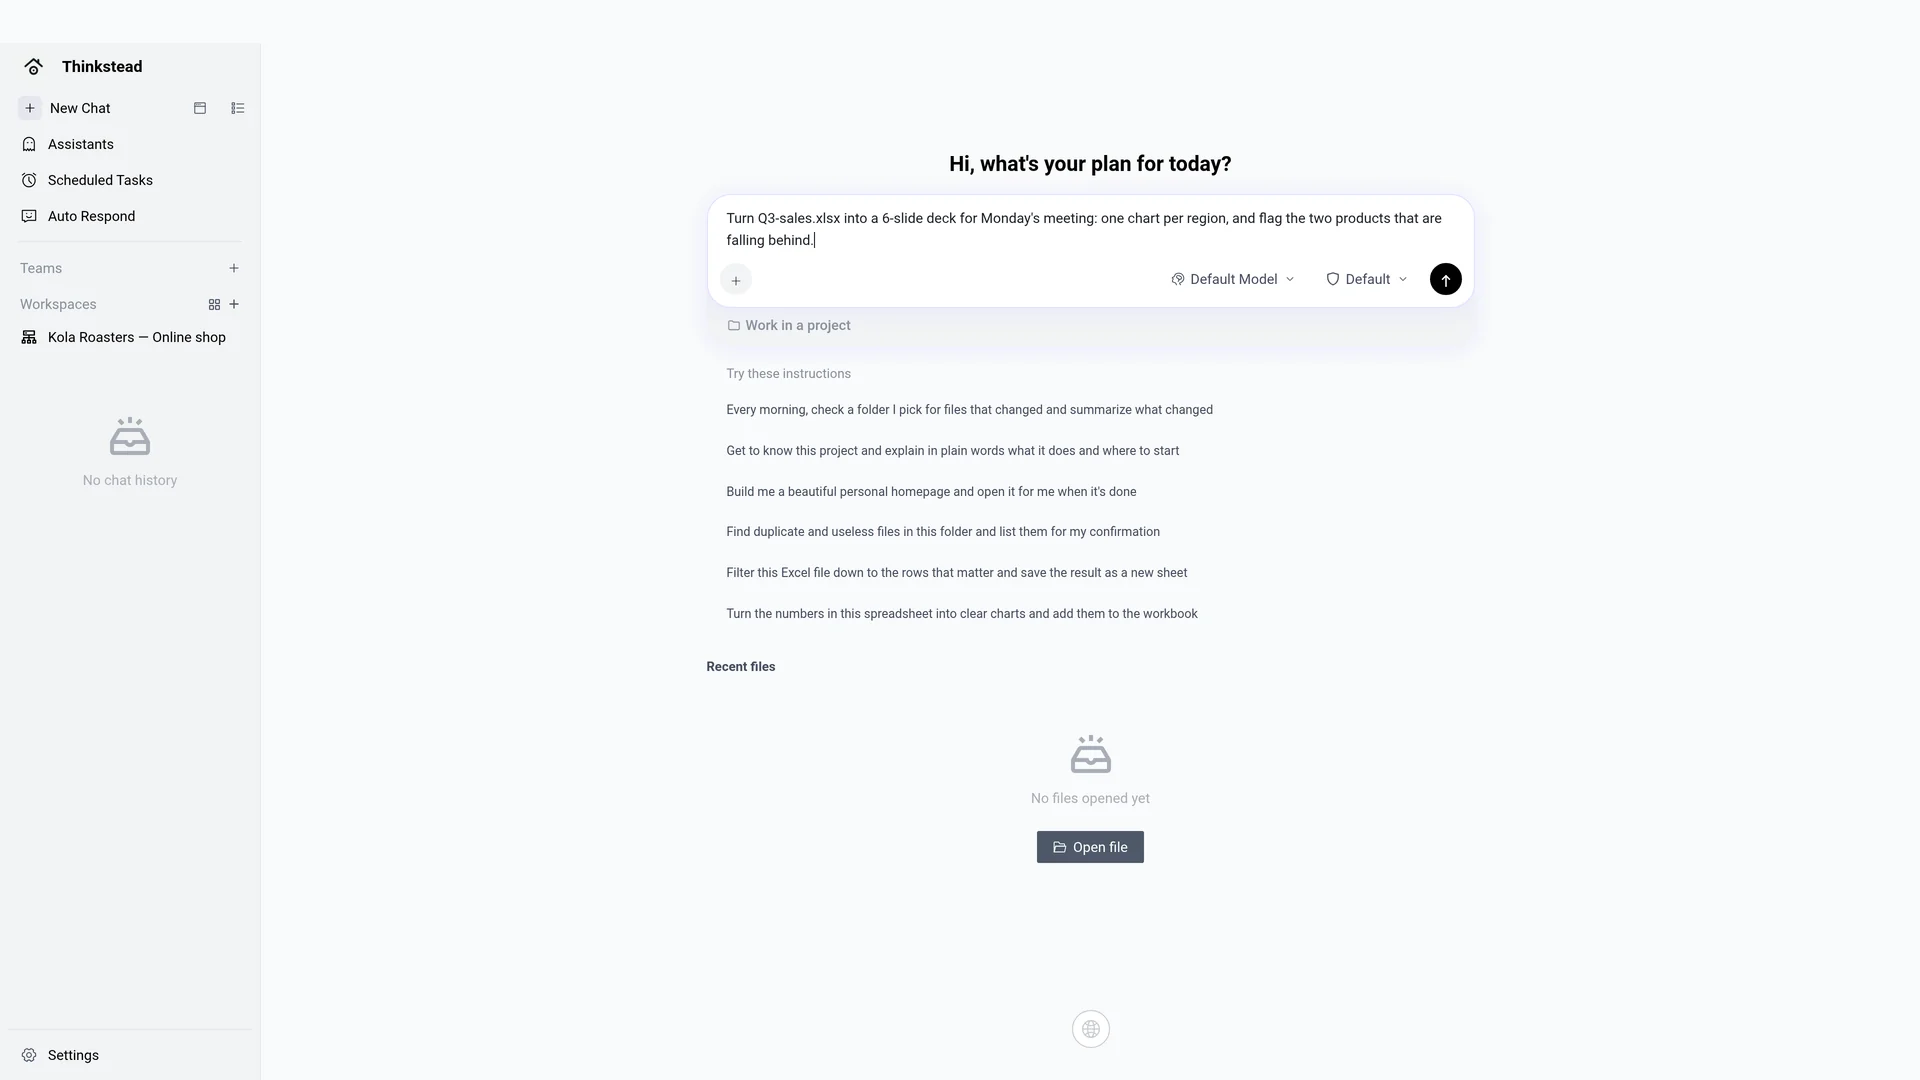 Thinkstead
New Chat
Assistants
Scheduled Tasks
Auto Respond
Teams
Workspaces
Kola Roasters — Online shop
No chat history
Settings
Hi, what's your plan for today?
Turn Q3-sales.xlsx into a 6-slide deck for Monday's meeting: one chart per region, and flag the two products that are
falling behind.
Default Model
Default
Work in a project
Try these instructions
Every morning, check a folder I pick for files that changed and summarize what changed
Get to know this project and explain in plain words what it does and where to start
Build me a beautiful personal homepage and open it for me when it's done
Find duplicate and useless files in this folder and list them for my confirmation
Filter this Excel file down to the rows that matter and save the result as a new sheet
Turn the numbers in this spreadsheet into clear charts and add them to the workbook
Recent files
No files opened yet
Open file